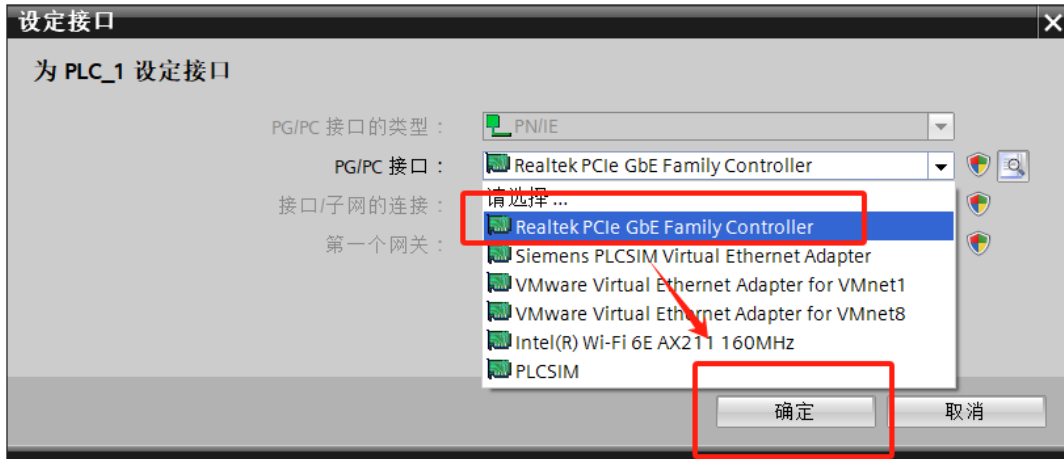 设定接口
为 PLC_1 设定接口
PG/PC 接口的类型：
PN/IE
PG/PC 接口：
Realtek PCIe GbE Family Controller
接口/子网的连接：
请选择 ...
Realtek PCIe GbE Family Controller
第一个网关：
Siemens PLCSIM Virtual Ethernet Adapter
VMware Virtual Ethernet Adapter for VMnet1
VMware Virtual Ethernet Adapter for VMnet8
Intel(R) Wi-Fi 6E AX211 160MHz
PLCSIM
确定
取消